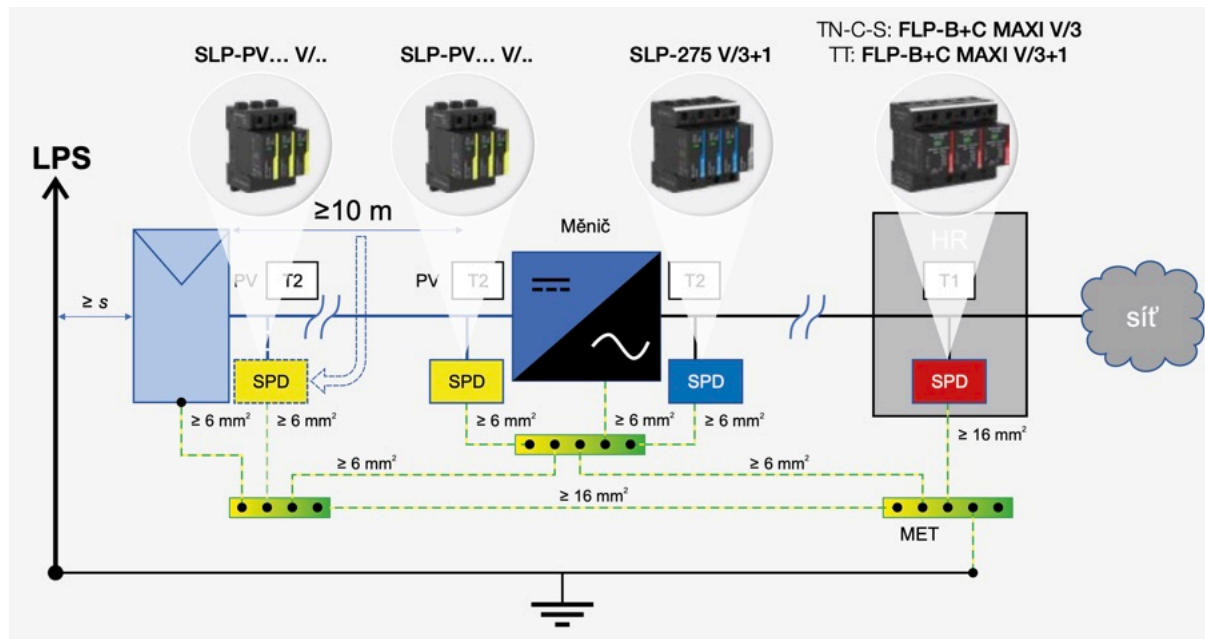 TN-C-S: FLP-B+C MAXI V/3
TT: FLP-B+C MAXI V/3+1
SLP-PV... V/..
SLP-PV... V/..
SLP-275 V/3+1
LPS
≥10 m
Měnič
HR
PV
T2
PV
T2
T2
T1
≥ s
síť
SPD
SPD
SPD
SPD
≥ 6 mm²
≥ 6 mm²
≥ 6 mm²
≥ 6 mm²
≥ 6 mm²
≥ 16 mm²
≥ 6 mm²
≥ 6 mm²
≥ 16 mm²
MET